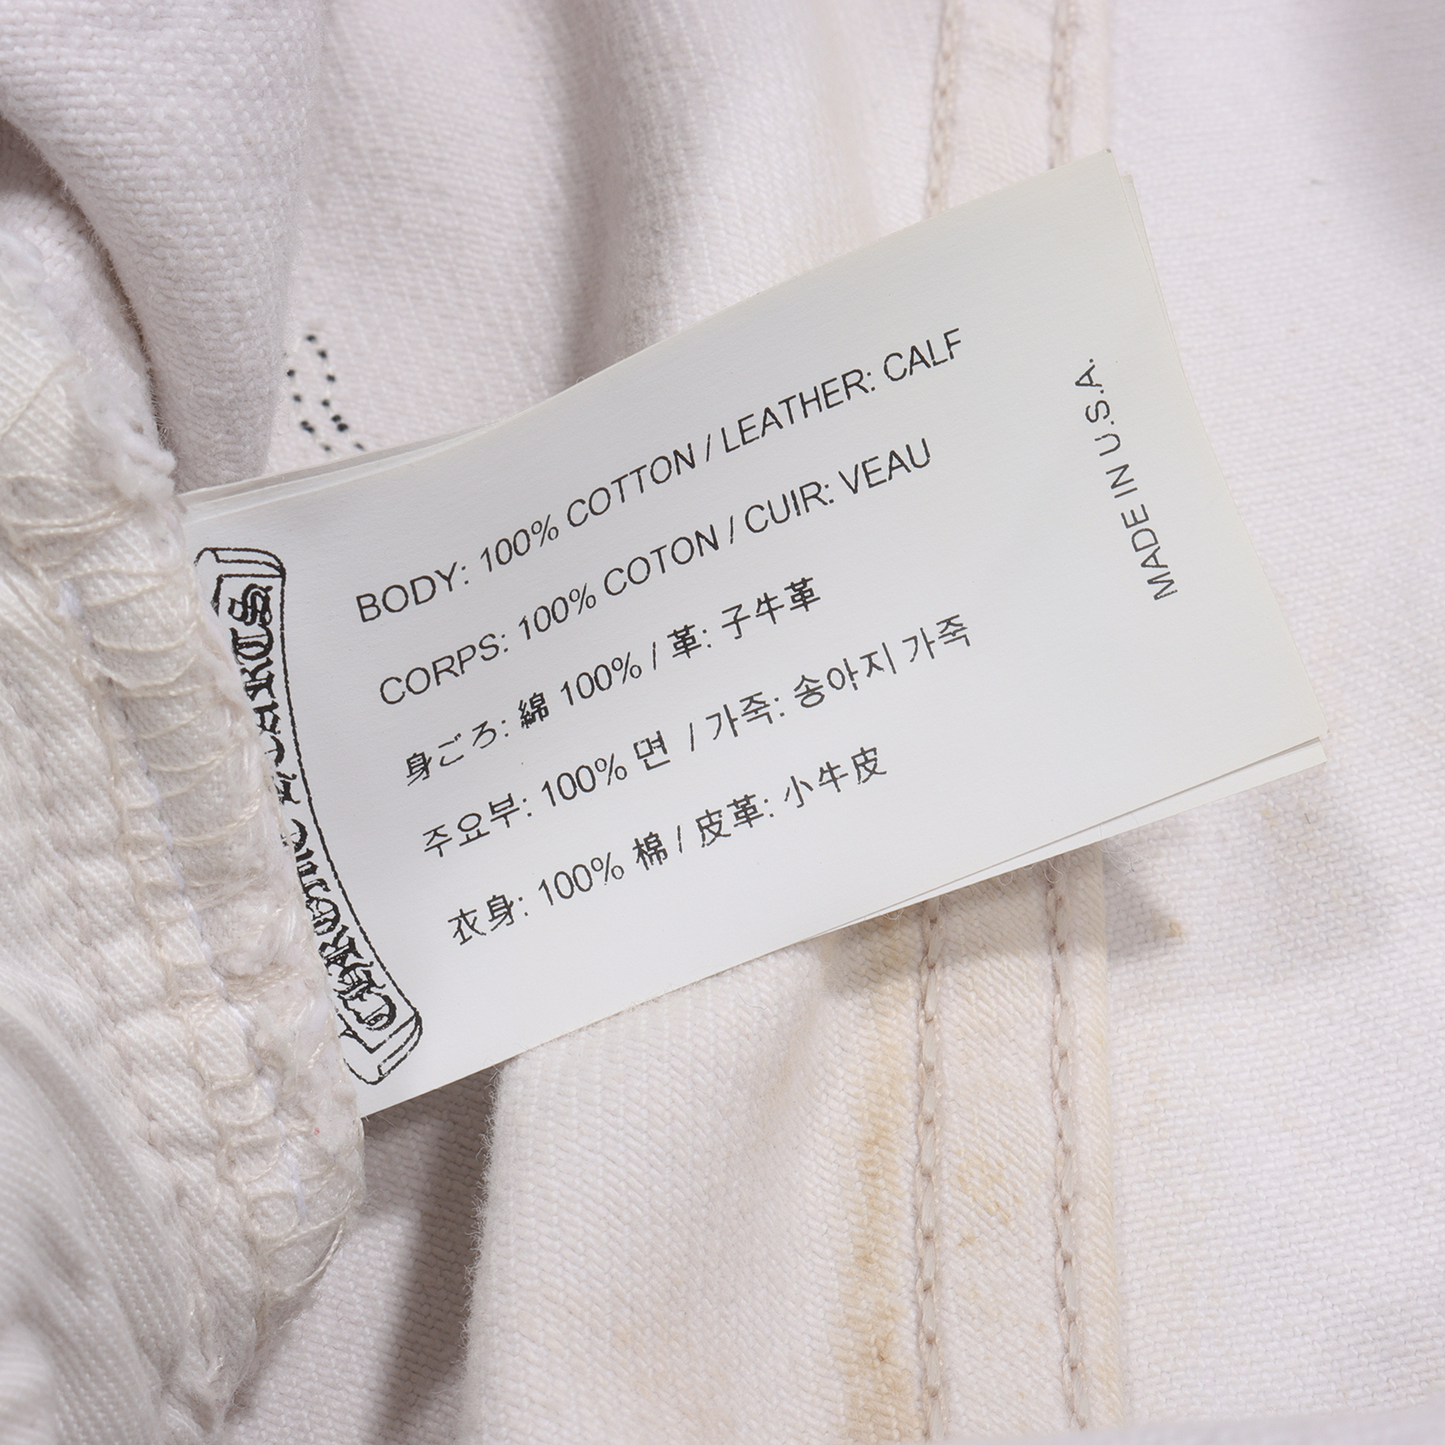 BODY: 100% COTTON / LEATHER: CALF
CORPS: 100% COTON / CUIR: VEAU
身ごろ: 綿 100% / 革: 子牛革
주요부: 100% 면 / 가죽: 송아지 가죽
衣身: 100% 棉 / 皮革: 小牛皮
MADE IN U.S.A.
CHROME HEARTS